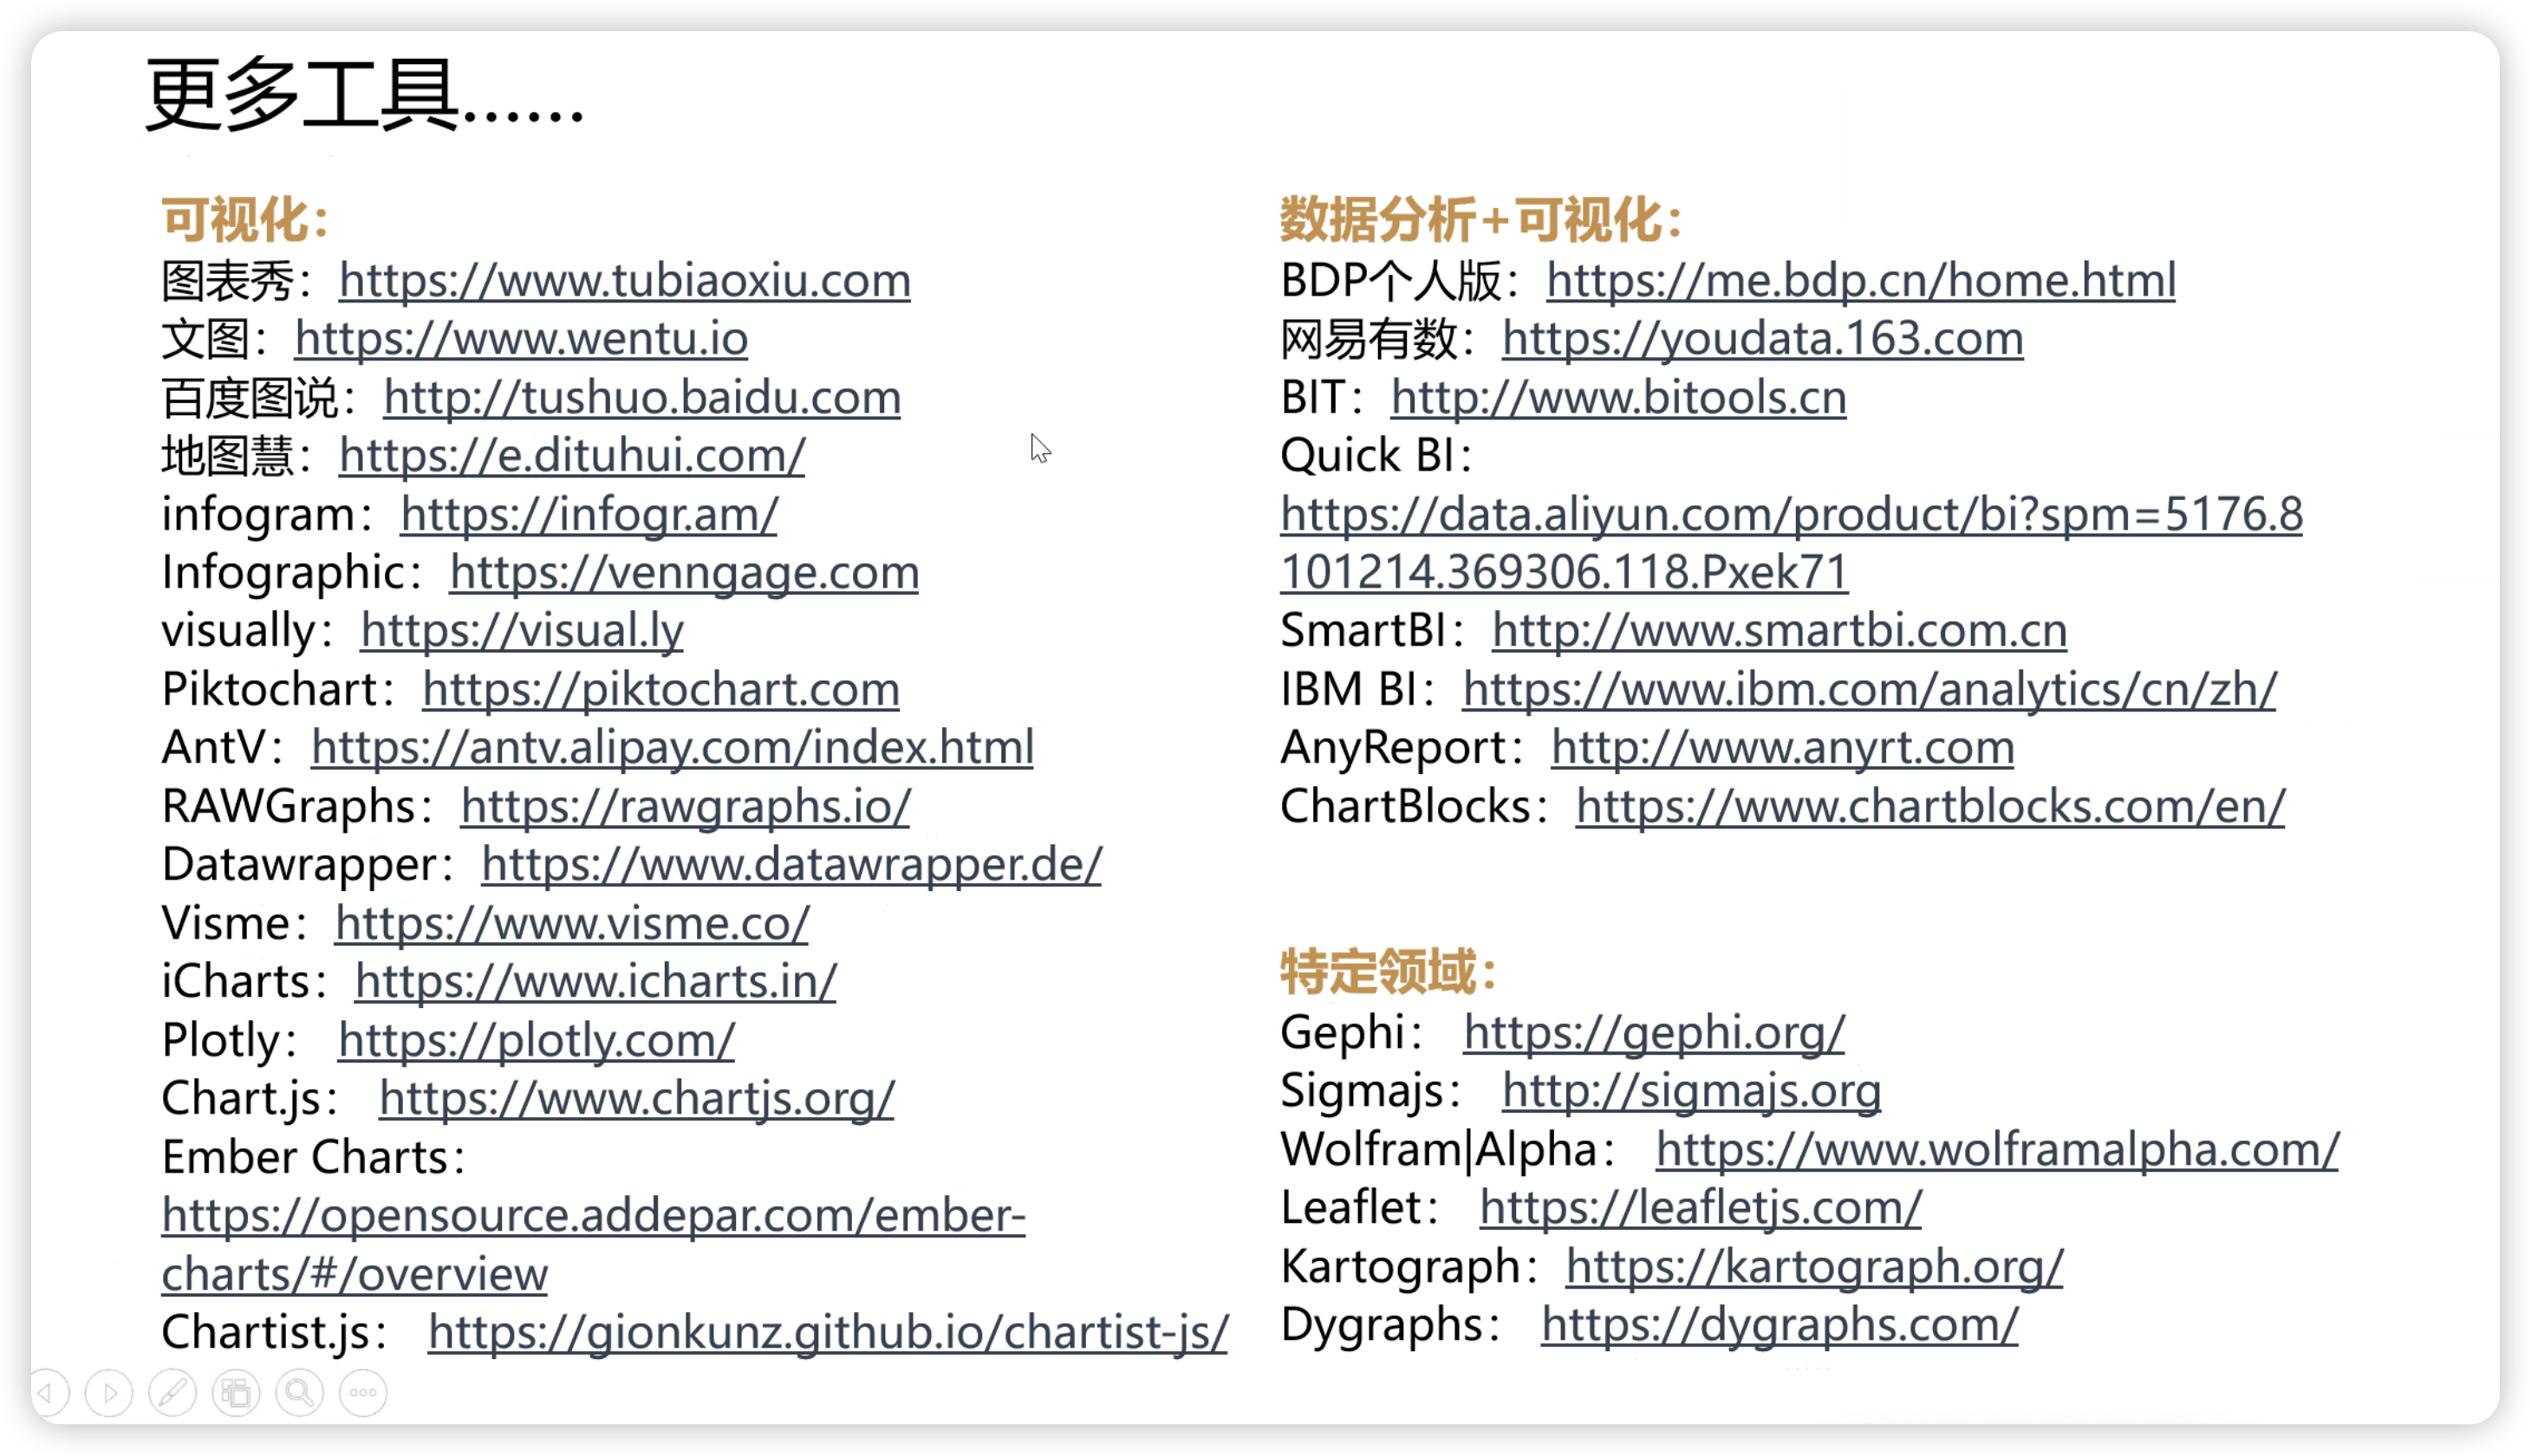 更多工具......
可视化：
图表秀：https://www.tubiaoxiu.com
文图：https://www.wentu.io
百度图说：http://tushuo.baidu.com
地图慧：https://e.dituhui.com/
infogram：https://infogr.am/
Infographic：https://venngage.com
visually：https://visual.ly
Piktochart：https://piktochart.com
AntV：https://antv.alipay.com/index.html
RAWGraphs：https://rawgraphs.io/
Datawrapper：https://www.datawrapper.de/
Visme：https://www.visme.co/
iCharts：https://www.icharts.in/
Plotly： https://plotly.com/
Chart.js： https://www.chartjs.org/
Ember Charts：
https://opensource.addepar.com/ember-
charts/#/overview
Chartist.js： https://gionkunz.github.io/chartist-js/
数据分析+可视化：
BDP个人版：https://me.bdp.cn/home.html
网易有数：https://youdata.163.com
BIT：http://www.bitools.cn
Quick BI：
https://data.aliyun.com/product/bi?spm=5176.8
101214.369306.118.Pxek71
SmartBI：http://www.smartbi.com.cn
IBM BI：https://www.ibm.com/analytics/cn/zh/
AnyReport：http://www.anyrt.com
ChartBlocks：https://www.chartblocks.com/en/
特定领域：
Gephi： https://gephi.org/
Sigmajs： http://sigmajs.org
Wolfram|Alpha： https://www.wolframalpha.com/
Leaflet： https://leafletjs.com/
Kartograph：https://kartograph.org/
Dygraphs： https://dygraphs.com/